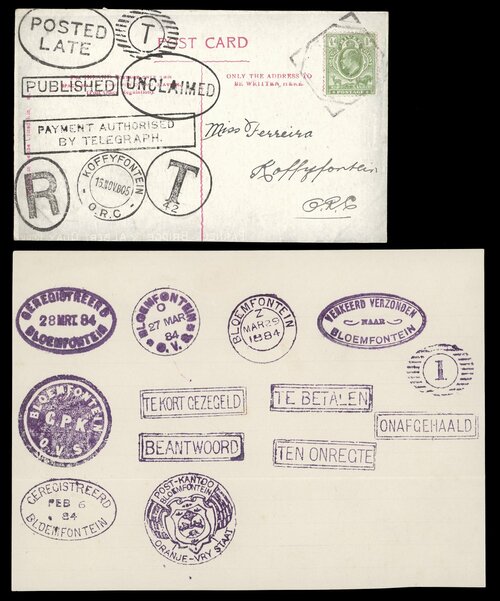 POSTED
LATE
T
POST CARD
PUBLISHED
UNCLAIMED
ONLY THE ADDRESS TO
BE WRITTEN HERE
PAYMENT AUTHORISED
BY TELEGRAPH.
Miss Ferreira
Koffyfontein
O.R.C
R
KOFFYFONTEIN
15 NOV 05
O.R.C
T
42
GEREGISTREERD
28 MRT. 84
BLOEMFONTEIN
BLOEMFONTEIN
O
27 MAR
84
O.V.S.
BLOEMFONTEIN
Z
MAR 29
1884
VERKEERD VERZONDEN
NAAR
BLOEMFONTEIN
1
BLOEMFONTEIN
G.P.K.
O.V.S.
TE KORT GEZEGELD
TE BETALEN
ONAFGEHAALD
BEANTWOORD
TEN ONREGTE
GEREGISTREERD
FEB 6
84
BLOEMFONTEIN
POST-KANTOO
BLOEMFONTEIN
ORANJE-VRY STAAT